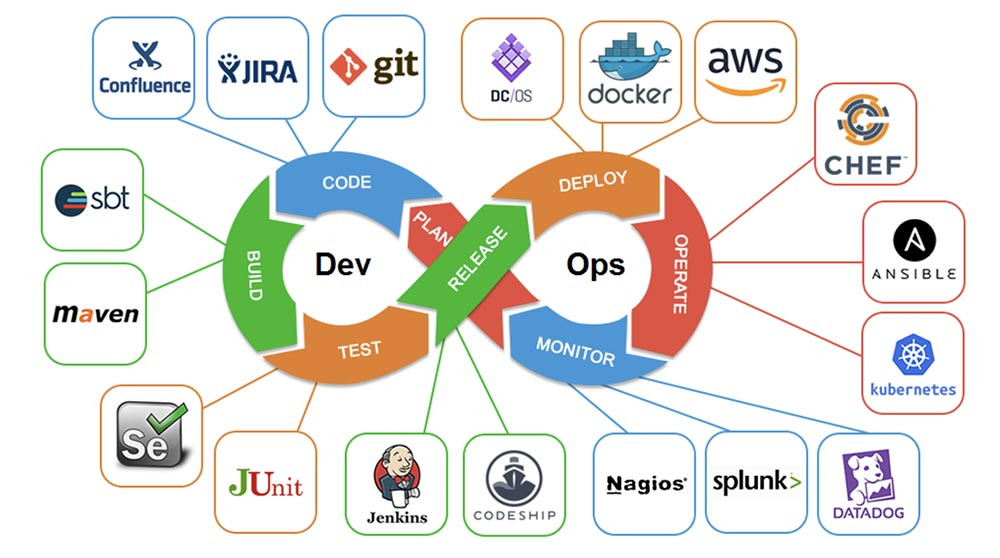 Confluence
JIRA
git
DC/OS
docker
aws
CHEF™
sbt
CODE
DEPLOY
PLAN
RELEASE
BUILD
Dev
Ops
OPERATE
ANSIBLE
maven
TEST
MONITOR
kubernetes
Se
JUnit
Jenkins
CODESHIP
Nagios®
splunk>
DATADOG